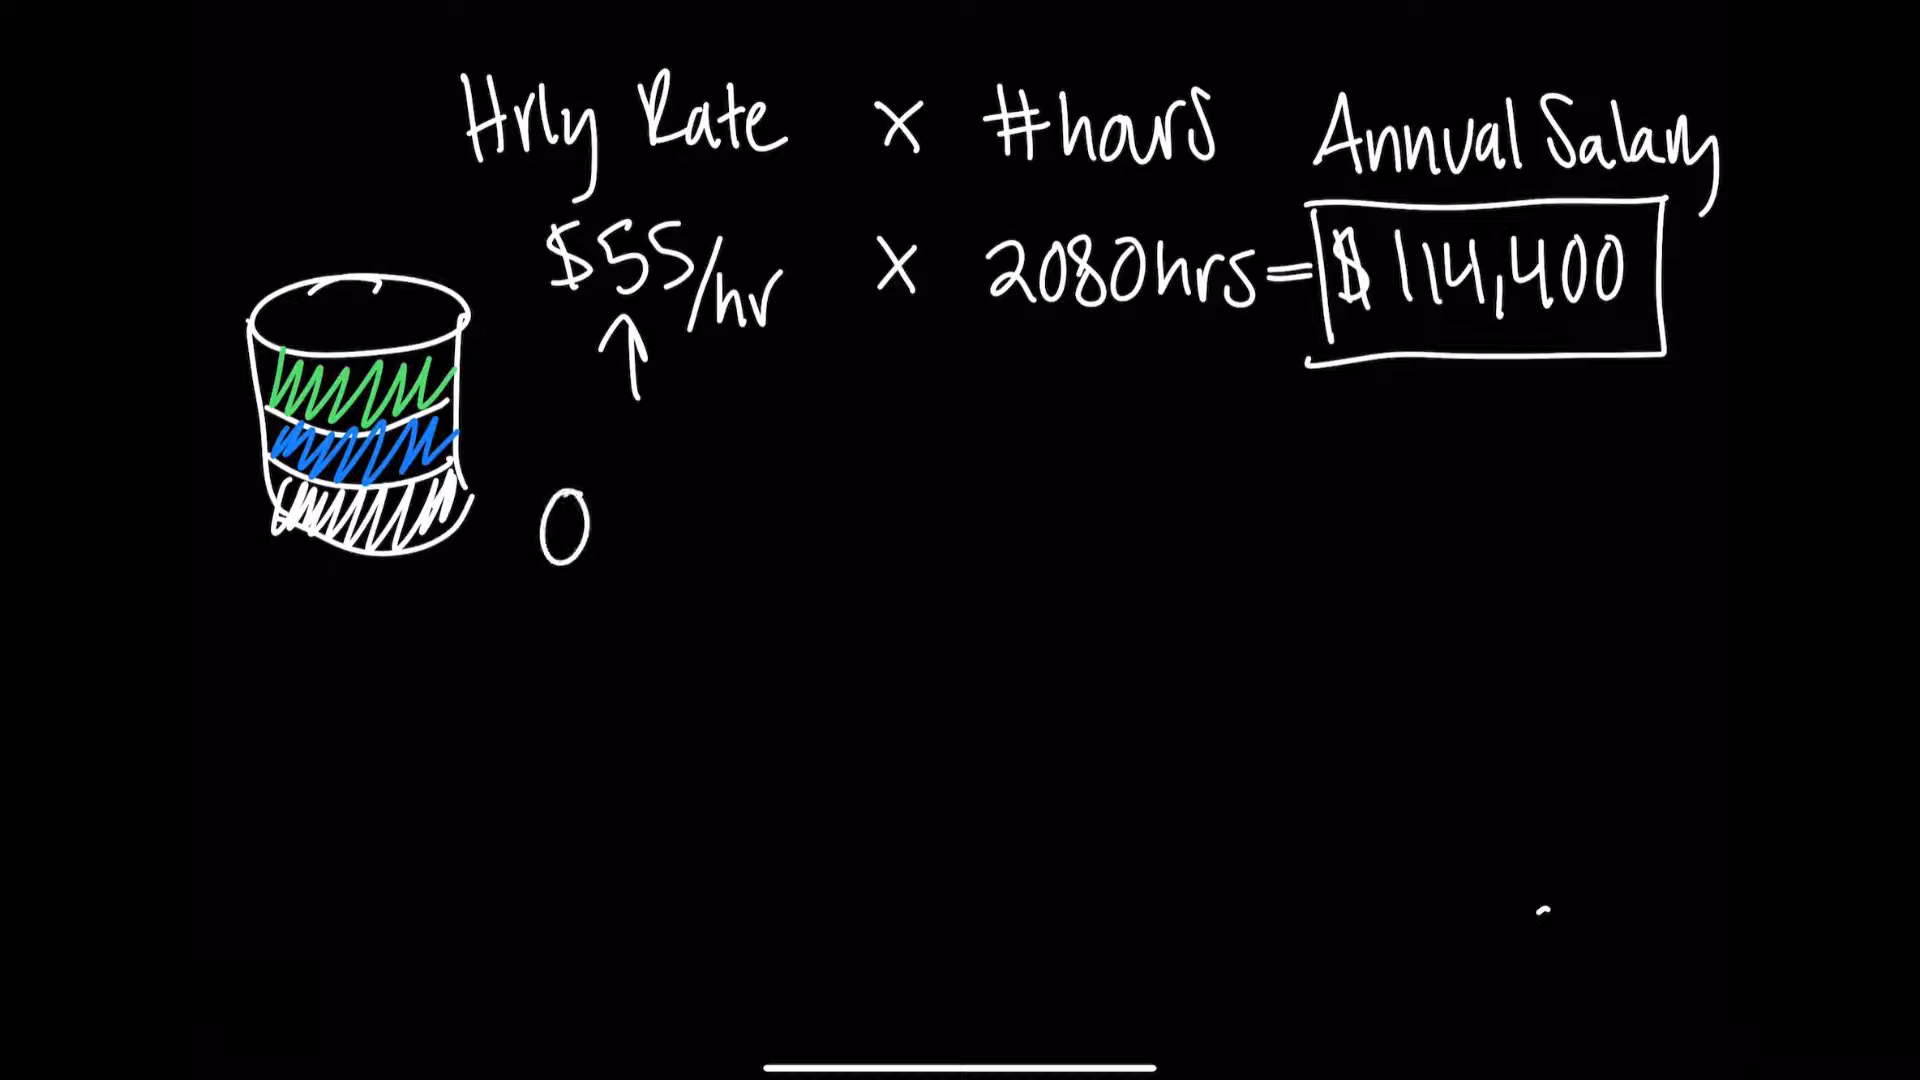 Hrly Rate x #hours Annual Salary
$55/hr x 2080hrs = $114,400
0